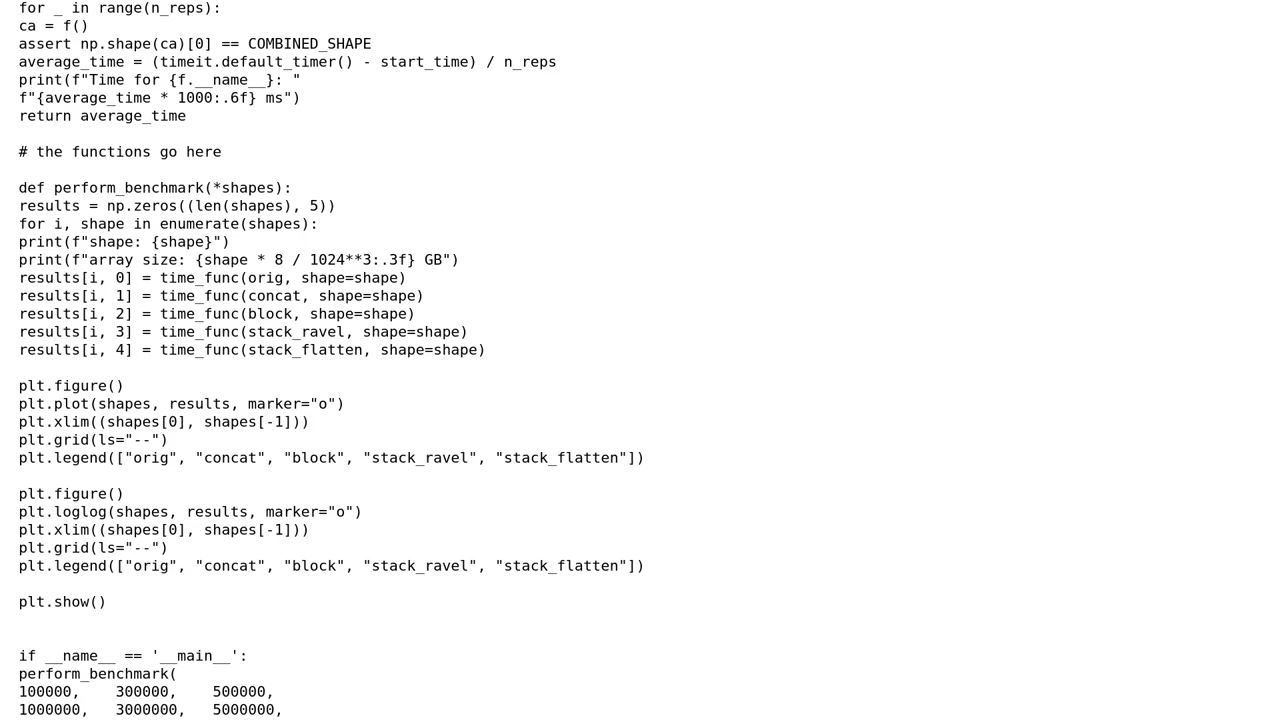 for _ in range(n_reps):
ca = f()
assert np.shape(ca)[0] == COMBINED_SHAPE
average_time = (timeit.default_timer() - start_time) / n_reps
print(f"Time for {f.__name__}: "
f"{average_time * 1000:.6f} ms")
return average_time

# the functions go here

def perform_benchmark(*shapes):
results = np.zeros((len(shapes), 5))
for i, shape in enumerate(shapes):
print(f"shape: {shape}")
print(f"array size: {shape * 8 / 1024**3:.3f} GB")
results[i, 0] = time_func(orig, shape=shape)
results[i, 1] = time_func(concat, shape=shape)
results[i, 2] = time_func(block, shape=shape)
results[i, 3] = time_func(stack_ravel, shape=shape)
results[i, 4] = time_func(stack_flatten, shape=shape)

plt.figure()
plt.plot(shapes, results, marker="o")
plt.xlim((shapes[0], shapes[-1]))
plt.grid(ls="--")
plt.legend(["orig", "concat", "block", "stack_ravel", "stack_flatten"])

plt.figure()
plt.loglog(shapes, results, marker="o")
plt.xlim((shapes[0], shapes[-1]))
plt.grid(ls="--")
plt.legend(["orig", "concat", "block", "stack_ravel", "stack_flatten"])

plt.show()


if __name__ == '__main__':
perform_benchmark(
100000,    300000,    500000,
1000000,   3000000,   5000000,